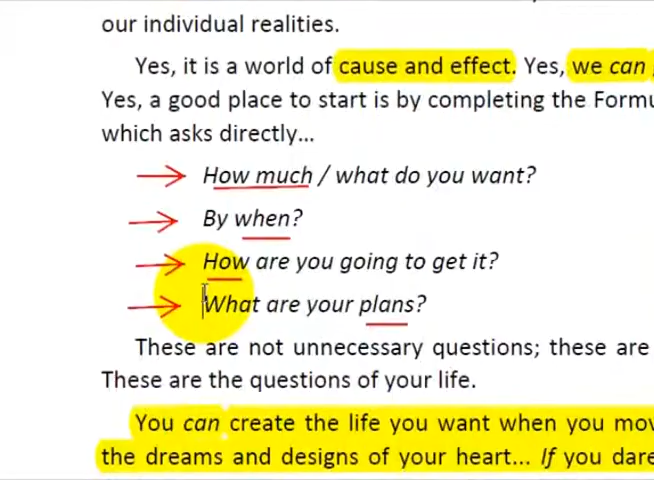 our individual realities.
Yes, it is a world of cause and effect. Yes, we can
Yes, a good place to start is by completing the
which asks directly...
How much / what do you want?
By when?
How are you going to get it?
What are your plans?
These are not unnecessary questions; these are
These are the questions of your life.
You can create the life you want when you
the dreams and designs of your heart... If you